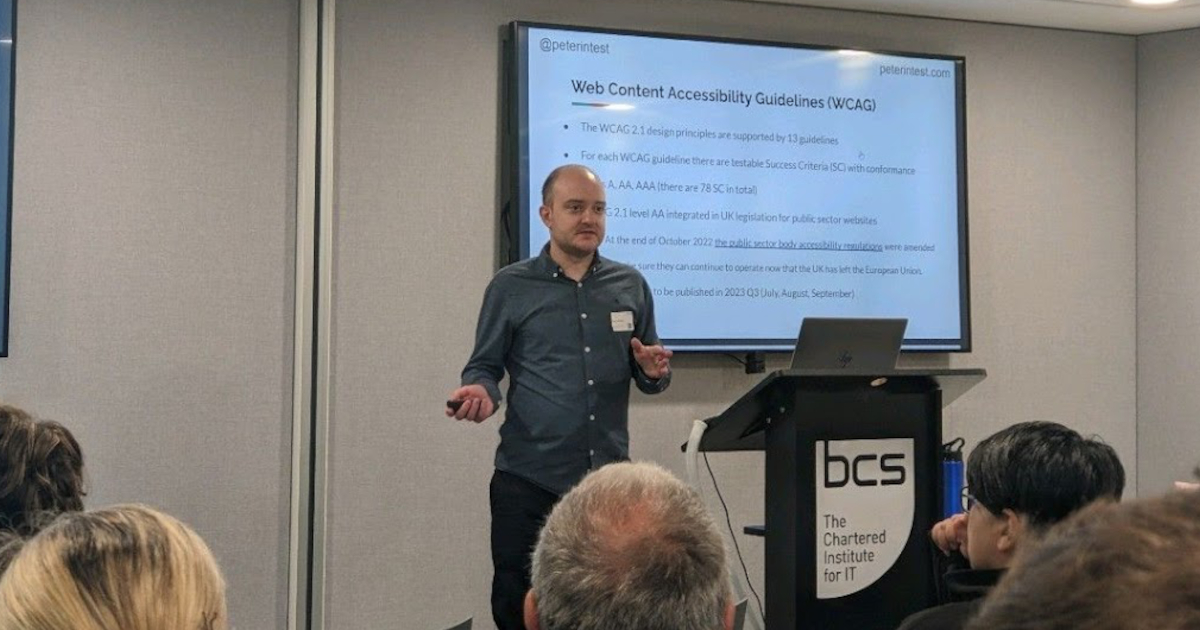 @peterintest
peterintest.com
Web Content Accessibility Guidelines (WCAG)
The WCAG 2.1 design principles are supported by 13 guidelines
For each WCAG guideline there are testable Success Criteria (SC) with conformance
A, AA, AAA (there are 78 SC in total)
2.1 level AA integrated in UK legislation for public sector websites
At the end of October 2022 the public sector body accessibility regulations were amended
sure they can continue to operate now that the UK has left the European Union.
to be published in 2023 Q3 (July, August, September)
hp
bcs
The
Chartered
Institute
for IT